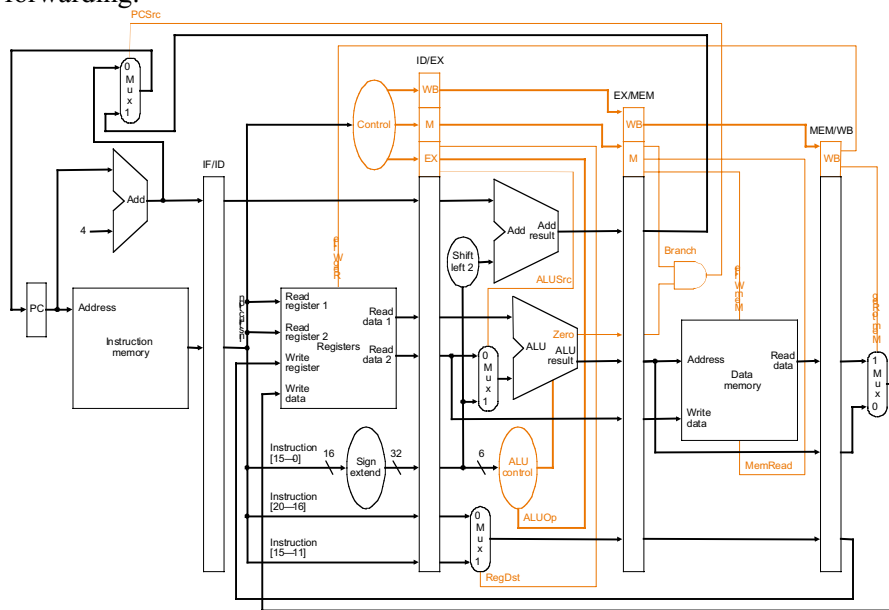 forwarding.
PCSrc
ID/EX
0
M
u
x
1
WB
EX/MEM
Control
M
WB
MEM/WB
IF/ID
EX
M
WB
Add
4
Add
Add
result
Shift
left 2
Branch
ALUSrc
PC
Address
Instruction
memory
Read
register 1
Read
register 2
Write
register
Write
data
Registers
Read
data 1
Read
data 2
0
M
u
x
1
Zero
ALU
ALU
result
Address
Write
data
Data
memory
Read
data
1
M
u
x
0
Instruction
[15—0]
16
Sign
extend
32
6
ALU
control
MemRead
Instruction
[20—16]
0
M
u
x
1
ALUOp
Instruction
[15—11]
RegDst